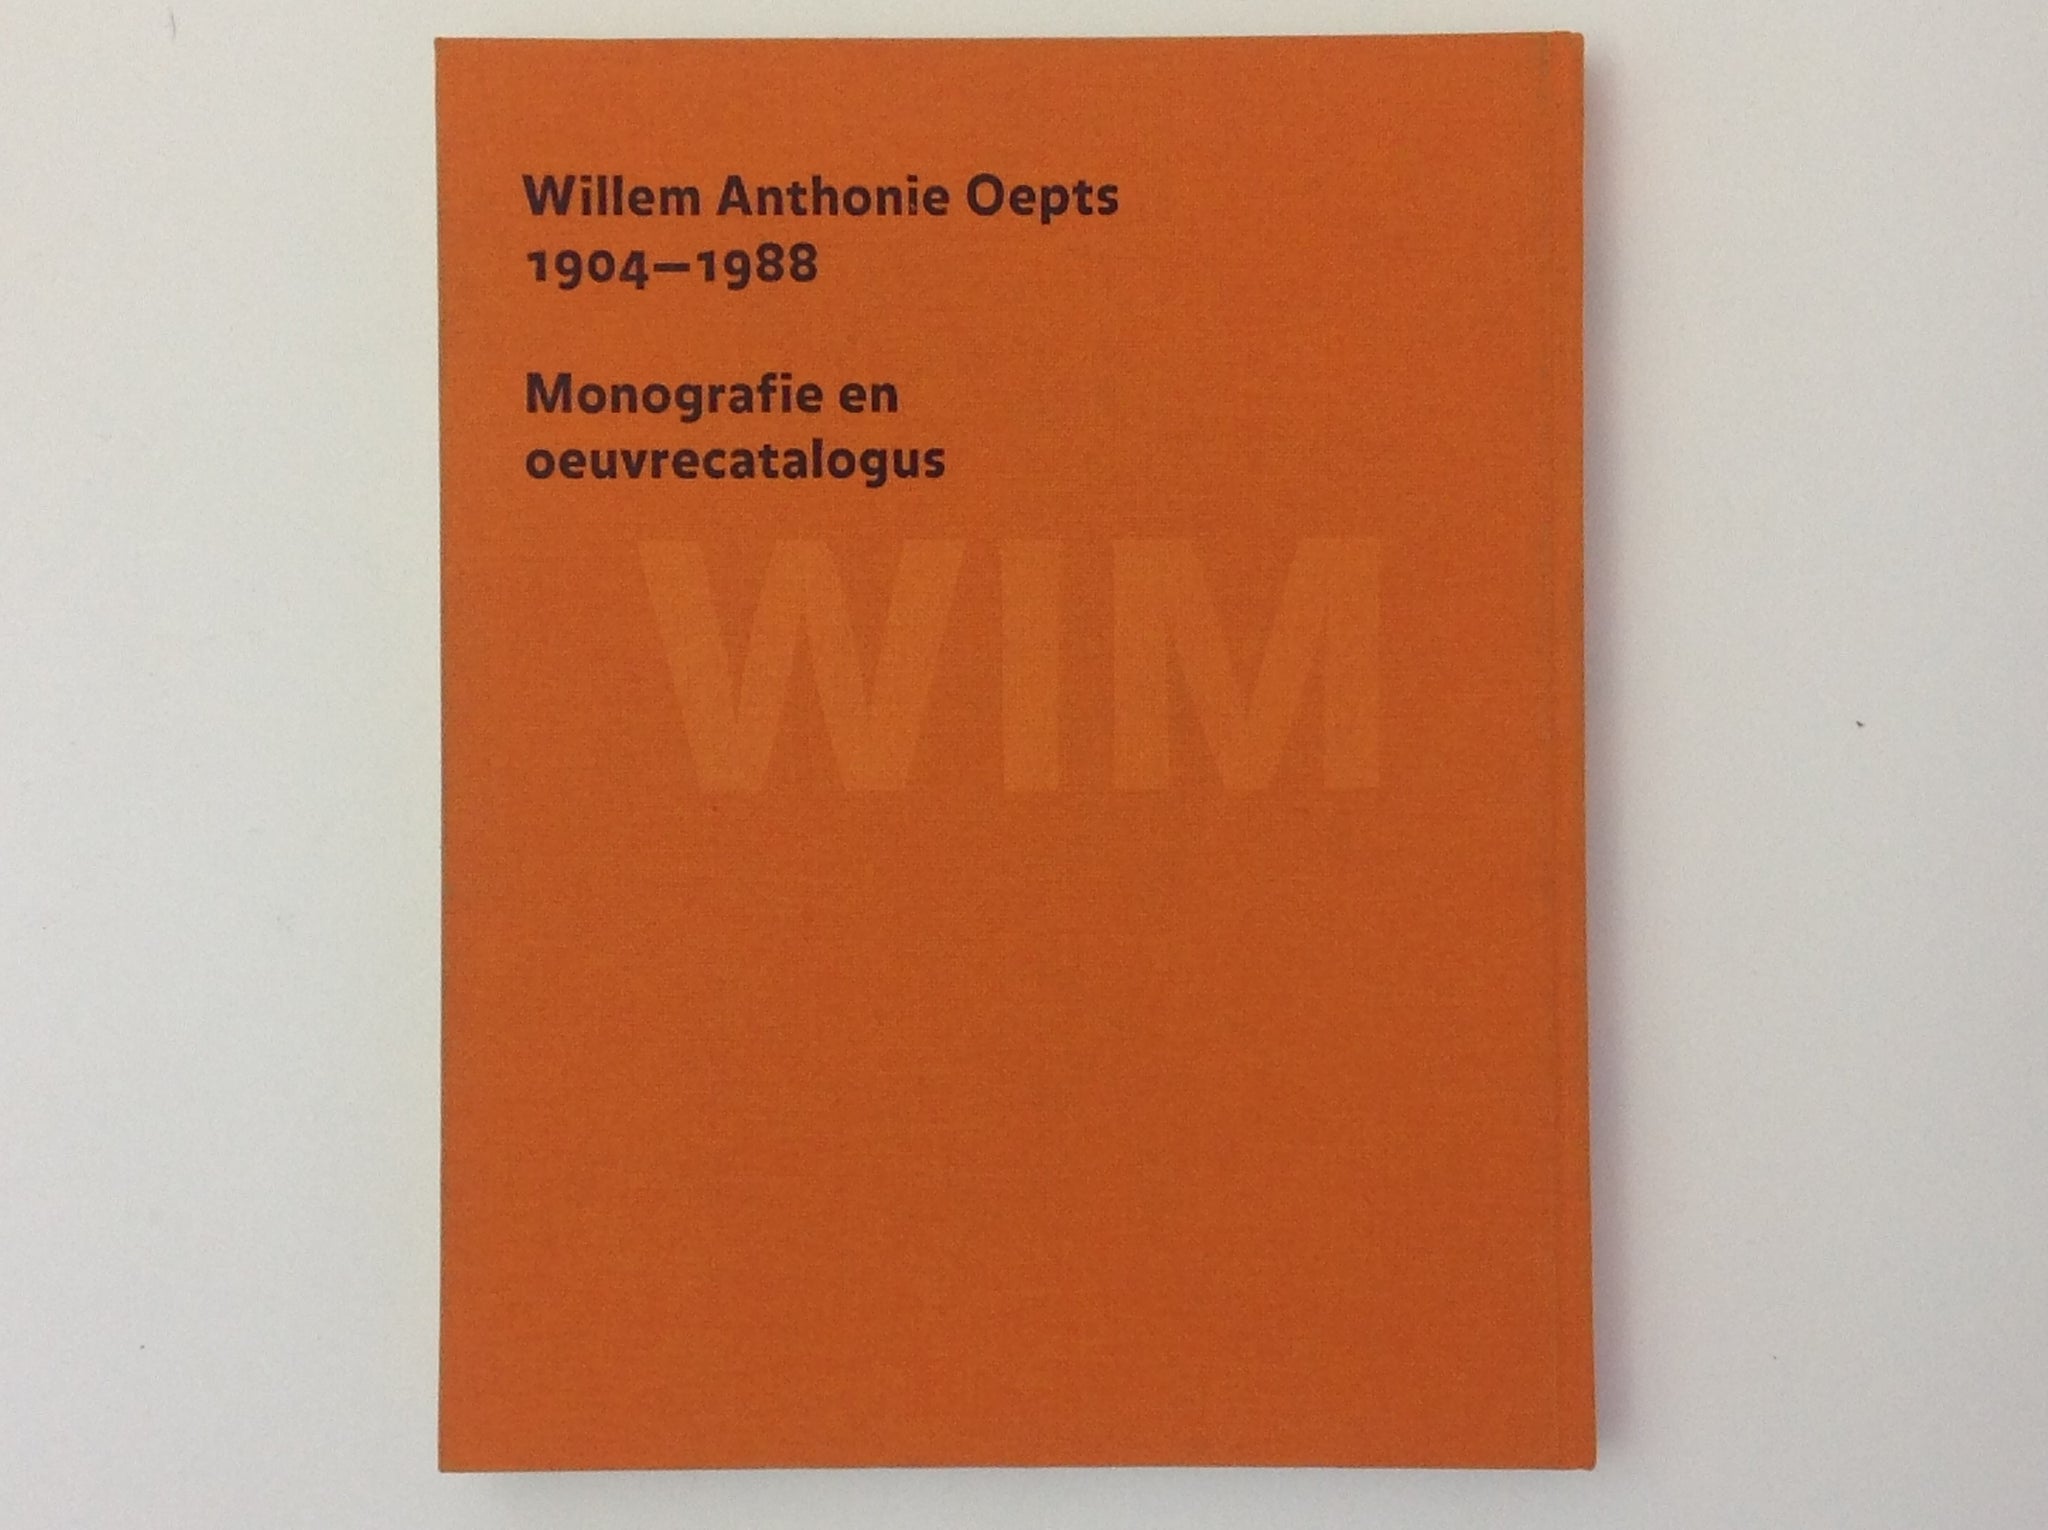 Willem Anthonie Oepts
1904–1988
Monografie en
oeuvrecatalogus
WIM